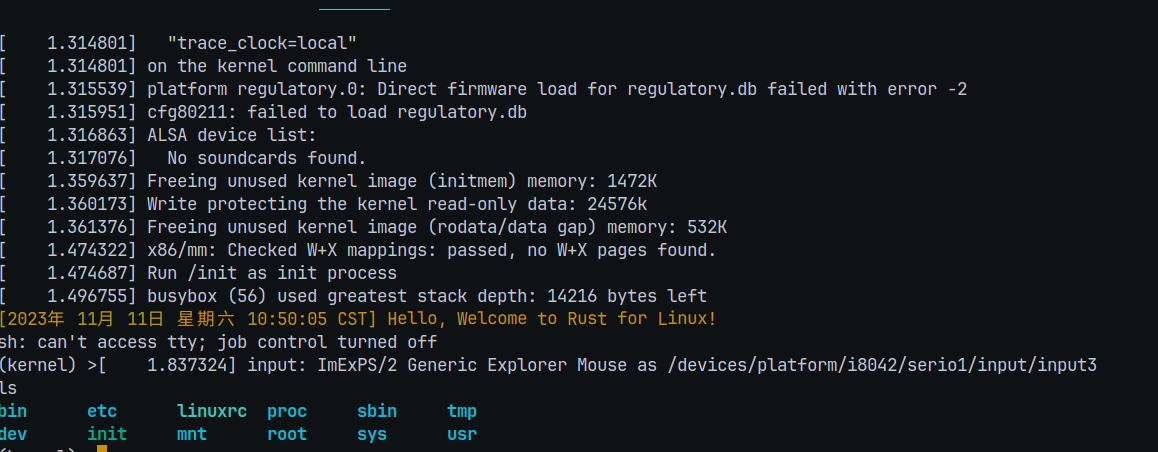 [    1.314801]   "trace_clock=local"
[    1.314801] on the kernel command line
[    1.315539] platform regulatory.0: Direct firmware load for regulatory.db failed with error -2
[    1.315951] cfg80211: failed to load regulatory.db
[    1.316863] ALSA device list:
[    1.317076]   No soundcards found.
[    1.359637] Freeing unused kernel image (initmem) memory: 1472K
[    1.360173] Write protecting the kernel read-only data: 24576k
[    1.361376] Freeing unused kernel image (rodata/data gap) memory: 532K
[    1.474322] x86/mm: Checked W+X mappings: passed, no W+X pages found.
[    1.474687] Run /init as init process
[    1.496755] busybox (56) used greatest stack depth: 14216 bytes left
[2023年 11月 11日 星期六 10:50:05 CST] Hello, Welcome to Rust for Linux!
sh: can't access tty; job control turned off
(kernel) >[    1.837324] input: ImExPS/2 Generic Explorer Mouse as /devices/platform/i8042/serio1/input/input3
ls
bin      etc      linuxrc  proc     sbin     tmp
dev      init     mnt      root     sys      usr